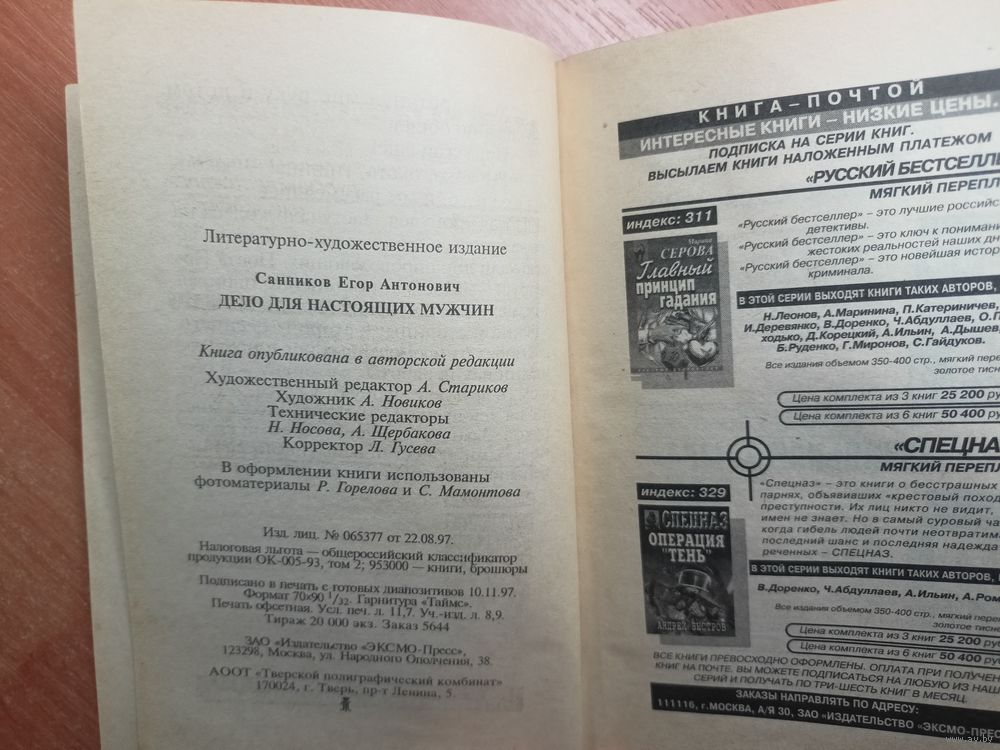 Литературно-художественное издание
Санников Егор Антонович
ДЕЛО ДЛЯ НАСТОЯЩИХ МУЖЧИН
Книга опубликована в авторской редакции
Художественный редактор А. Стариков
Художник А. Новиков
Технические редакторы
Н. Носова, А. Щербакова
Корректор Л. Гусева
В оформлении книги использованы
фотоматериалы Р. Горелова и С. Мамонтова
Изд. лиц. № 065377 от 22.08.97.
Налоговая льгота — общероссийский классификатор
продукции ОК-005-93, том 2; 953000 — книги, брошюры
Подписано в печать с готовых диапозитивов 10.11.97.
Формат 70х90 1/32. Гарнитура «Таймс».
Печать офсетная. Усл. печ. л. 11,7. Уч.-изд. л. 8,9.
Тираж 20 000 экз. Заказ 5644
ЗАО «Издательство «ЭКСМО-Пресс»,
123298, Москва, ул. Народного Ополчения, 38.
АООТ «Тверской полиграфический комбинат»
170024, г. Тверь, пр-т Ленина, 5.
КНИГА – ПОЧТОЙ
ИНТЕРЕСНЫЕ КНИГИ – НИЗКИЕ ЦЕНЫ.
ПОДПИСКА НА СЕРИИ КНИГ.
ВЫСЫЛАЕМ КНИГИ НАЛОЖЕННЫМ ПЛАТЕЖОМ
«РУССКИЙ БЕСТСЕЛЛЕ
МЯГКИЙ ПЕРЕПЛ
индекс: 311
Марина
СЕРОВА
Главный
принцип
гадания
«Русский бестселлер» – это лучшие российс
детективы.
«Русский бестселлер» – это ключ к понимани
жестоких реальностей наших дн
«Русский бестселлер» – это новейшая истор
криминала.
В ЭТОЙ СЕРИИ ВЫХОДЯТ КНИГИ ТАКИХ АВТОРОВ,
Н.Леонов, А.Маринина, П.Катериничев,
И.Деревянко, В.Доренко, Ч.Абдуллаев, О.П
ходько, Д.Корецкий, А.Ильин, А.Дышев,
Б.Руденко, Г.Миронов, С.Гайдуков.
Все издания объемом 350-400 стр., мягкий переп
золотое тисн
Цена комплекта из 3 книг 25 200 ру
Цена комплекта из 6 книг 50 400 ру
«СПЕЦНА
МЯГКИЙ ПЕРЕПЛ
индекс: 329
СПЕЦНАЗ
ОПЕРАЦИЯ
"ТЕНЬ"
АНДРЕЙ БЫСТРОВ
«Спецназ» – это книги о бесстрашных
парнях, объявивших «крестовый поход
преступности. Их лиц никто не видит,
имен не знает. Но в самый суровый ча
когда гибель людей почти неотвратим
последний шанс и последняя надежда
реченных – СПЕЦНАЗ.
В ЭТОЙ СЕРИИ ВЫХОДЯТ КНИГИ ТАКИХ АВТОРОВ,
В.Доренко, Ч.Абдуллаев, А.Ильин, А.Ром
Все издания объемом 350-400 стр., мягкий перепл
золотое тисн
Цена комплекта из 3 книг 25 200
Цена комплекта из 6 книг 50 400
ВСЕ КНИГИ ПРЕВОСХОДНО ОФОРМЛЕНЫ. ОПЛАТА ПРИ ПОЛУЧЕН
КНИГ НА ПОЧТЕ. ВЫ МОЖЕТЕ ПОДПИСАТЬСЯ НА ЛЮБУЮ ИЗ НАШ
СЕРИЙ И ПОЛУЧАТЬ ПО ТРИ-ШЕСТЬ КНИГ В МЕСЯЦ.
ЗАКАЗЫ НАПРАВЛЯТЬ ПО АДРЕСУ:
111116, г.МОСКВА, А/Я 30, ЗАО «ИЗДАТЕЛЬСТВО «ЭКСМО-ПРЕСС
www.ay.by